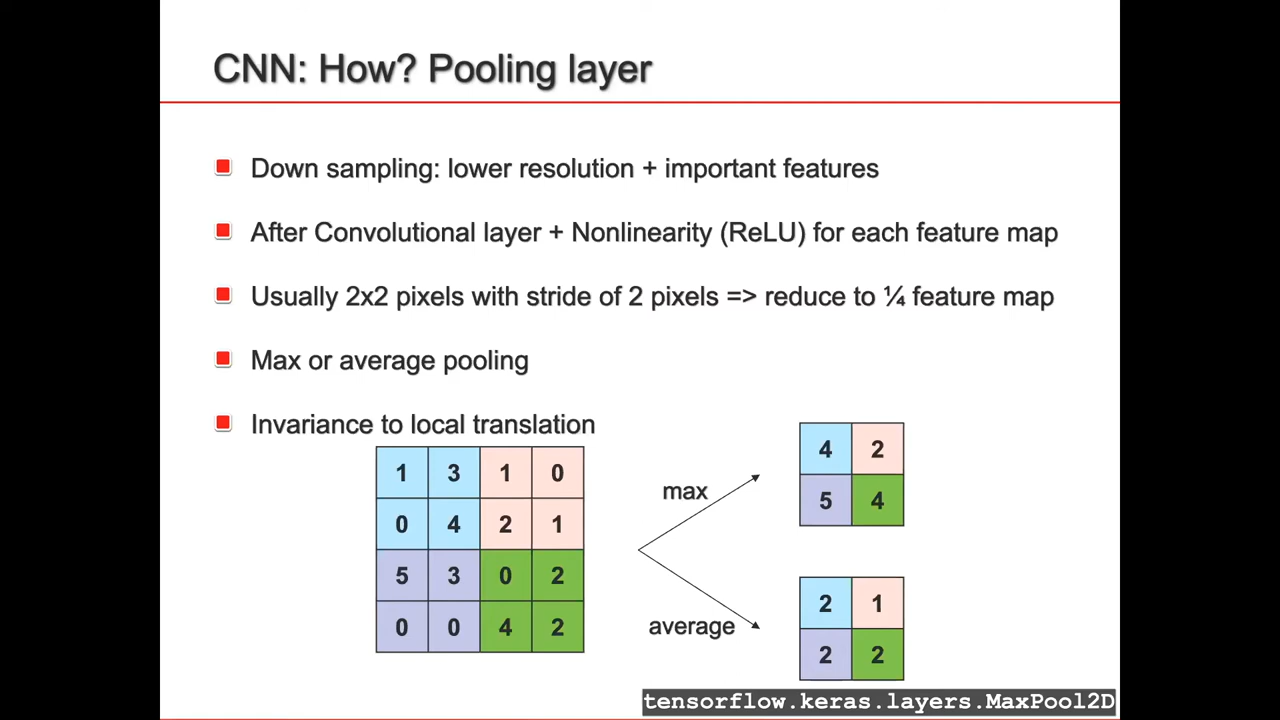 CNN: How? Pooling layer
Down sampling: lower resolution + important features
After Convolutional layer + Nonlinearity (ReLU) for each feature map
Usually 2x2 pixels with stride of 2 pixels => reduce to ¼ feature map
Max or average pooling
Invariance to local translation
1 3 1 0
0 4 2 1
5 3 0 2
0 0 4 2
max
4 2
5 4
average
2 1
2 2
tensorflow.keras.layers.MaxPool2D